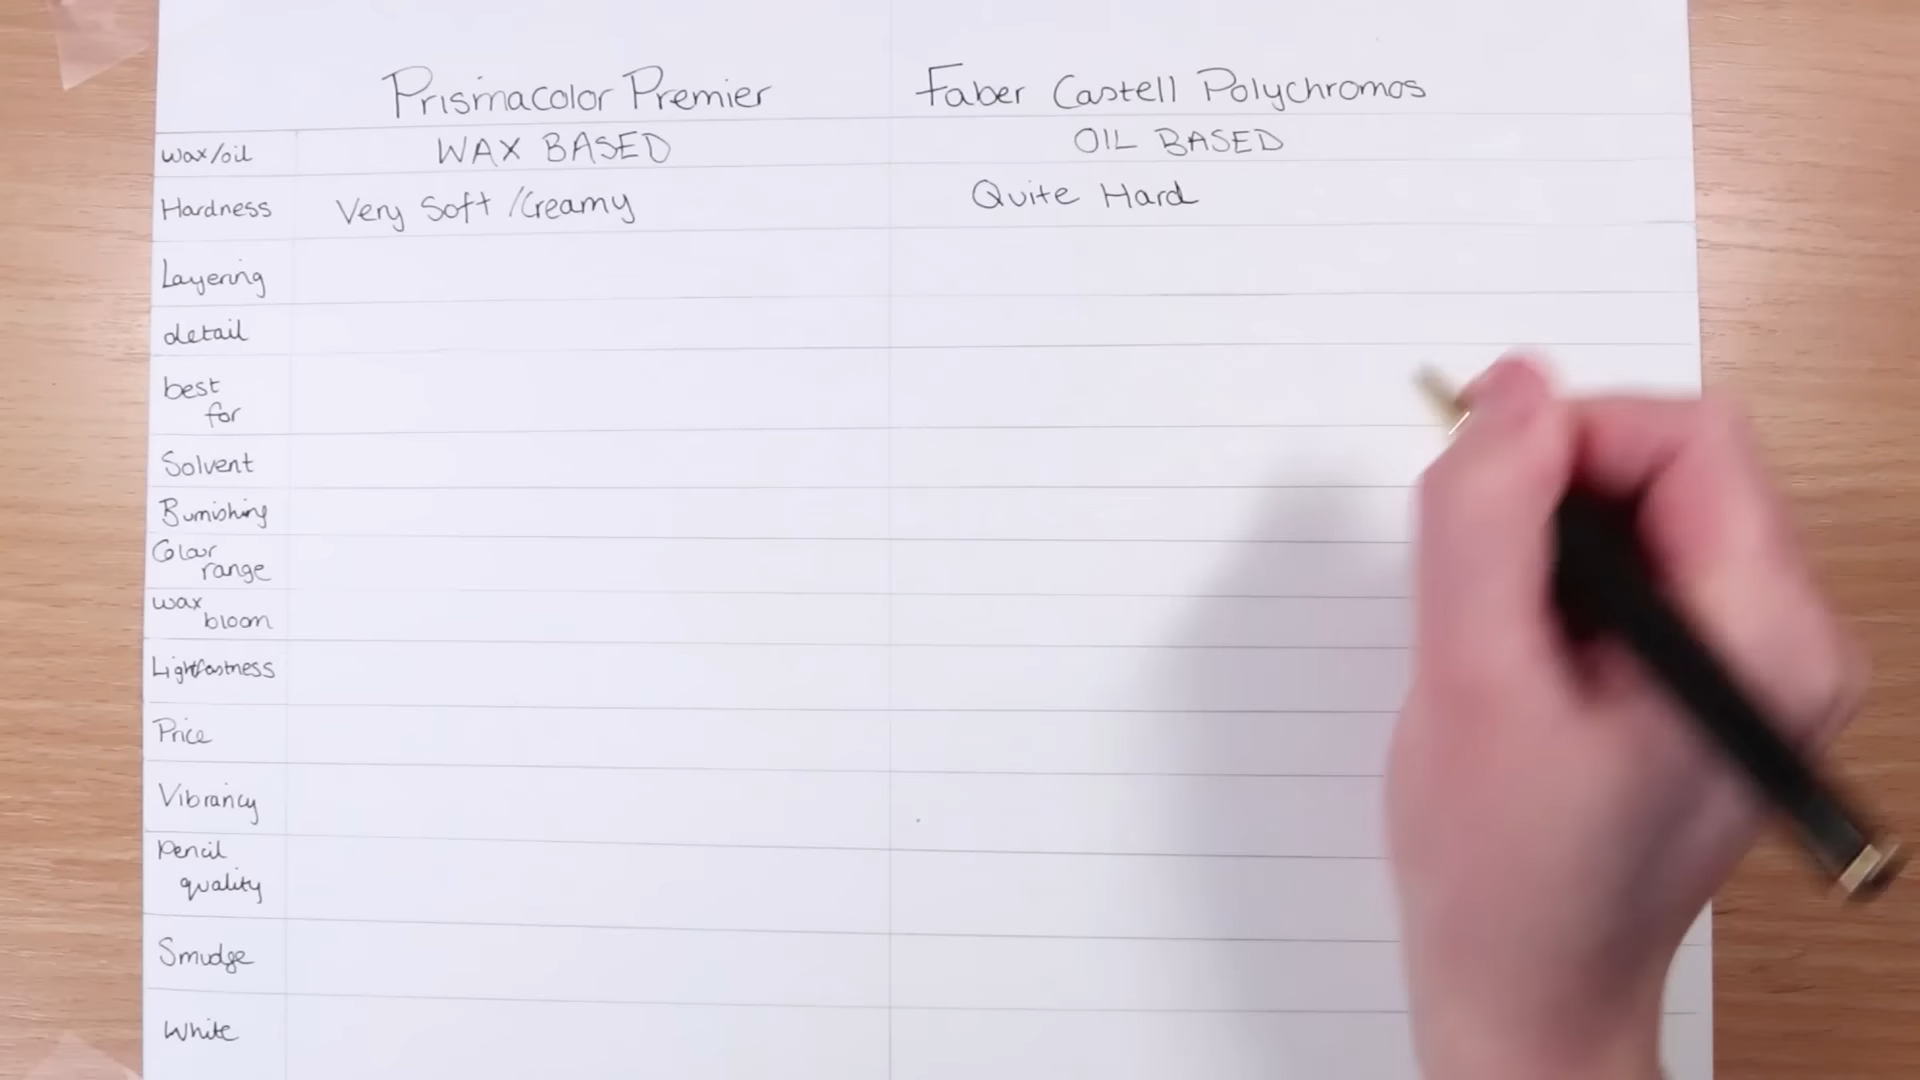 Prismacolor Premier Faber Castell Polychromos
wax/oil WAX BASED OIL BASED
Hardness Very Soft /Creamy Quite Hard
Layering
detail
best
for
Solvent
Burnishing
Colour
range
wax
bloom
Lightfastness
Price
Vibrancy
Pencil
quality
Smudge
White